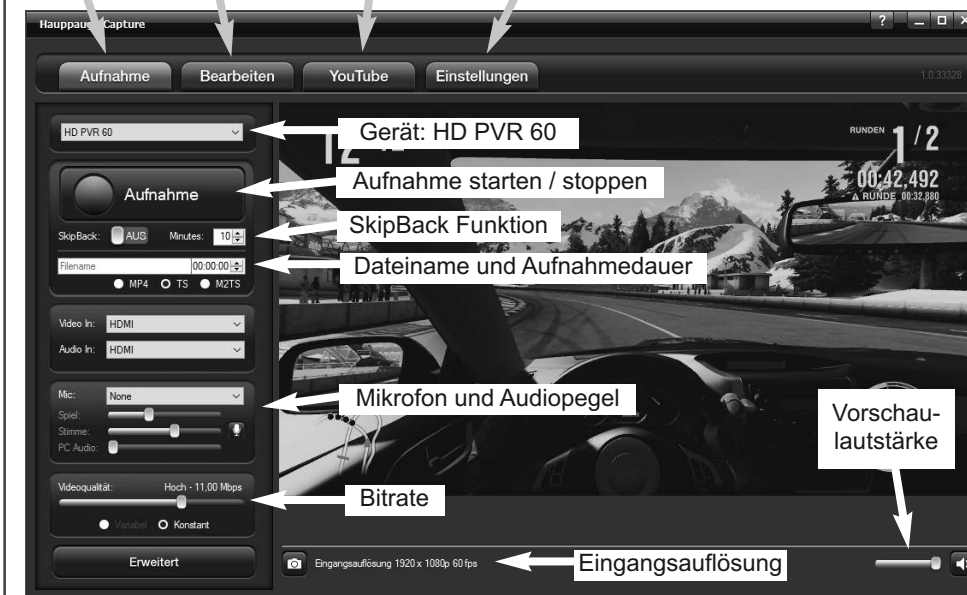 Hauppauge Capture
?
Aufnahme
Bearbeiten
YouTube
Einstellungen
1.0.33328
HD PVR 60
Gerät: HD PVR 60
Aufnahme
Aufnahme starten / stoppen
SkipBack: AUS Minutes: 10
SkipBack Funktion
Filename 00:00:00
Dateiname und Aufnahmedauer
MP4 TS M2TS
Video In: HDMI
Audio In: HDMI
Mic: None
Mikrofon und Audiopegel
Spiel:
Stimme:
PC Audio:
Videoqualität: Hoch - 11,00 Mbps
Bitrate
Variabel Konstant
Erweitert
RUNDEN 1/2
00:42,492
RUNDE 00:32,880
Vorschau-
lautstärke
Eingangsauflösung 1920 x 1080p 60 fps
Eingangsauflösung